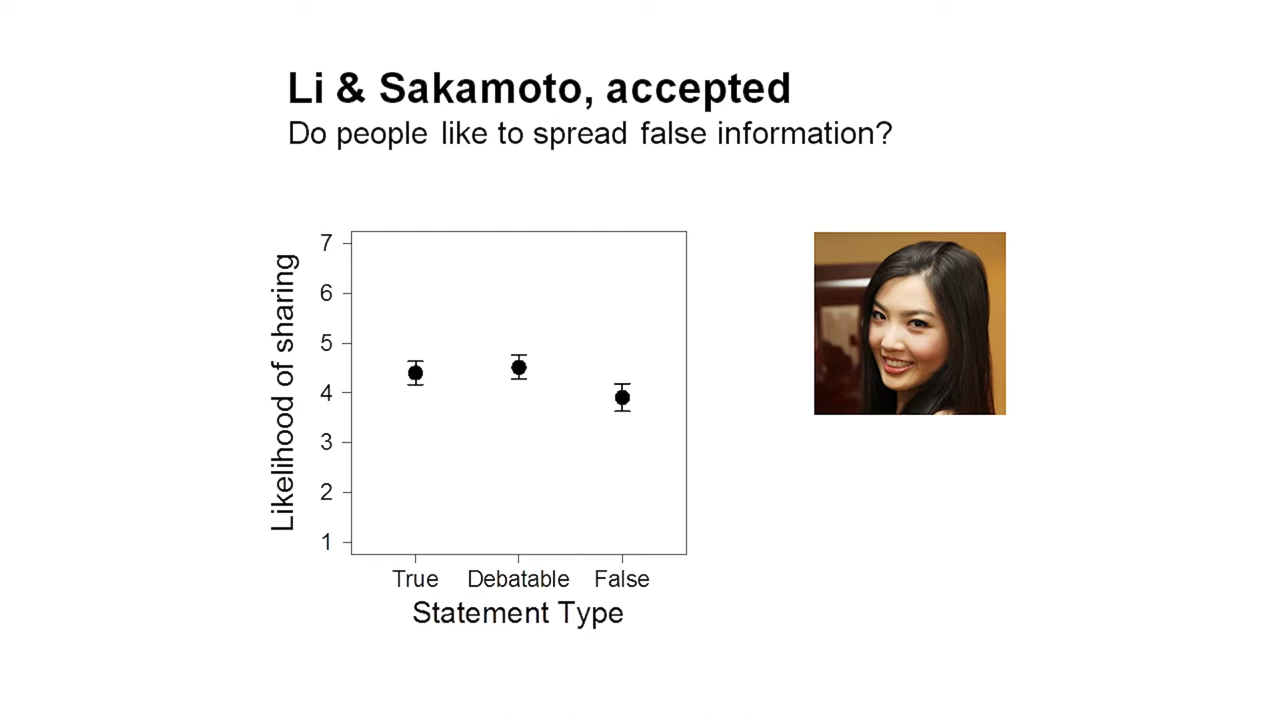 Li & Sakamoto, accepted
Do people like to spread false information?
Likelihood of sharing
7
6
5
4
3
2
1
True Debatable False
Statement Type